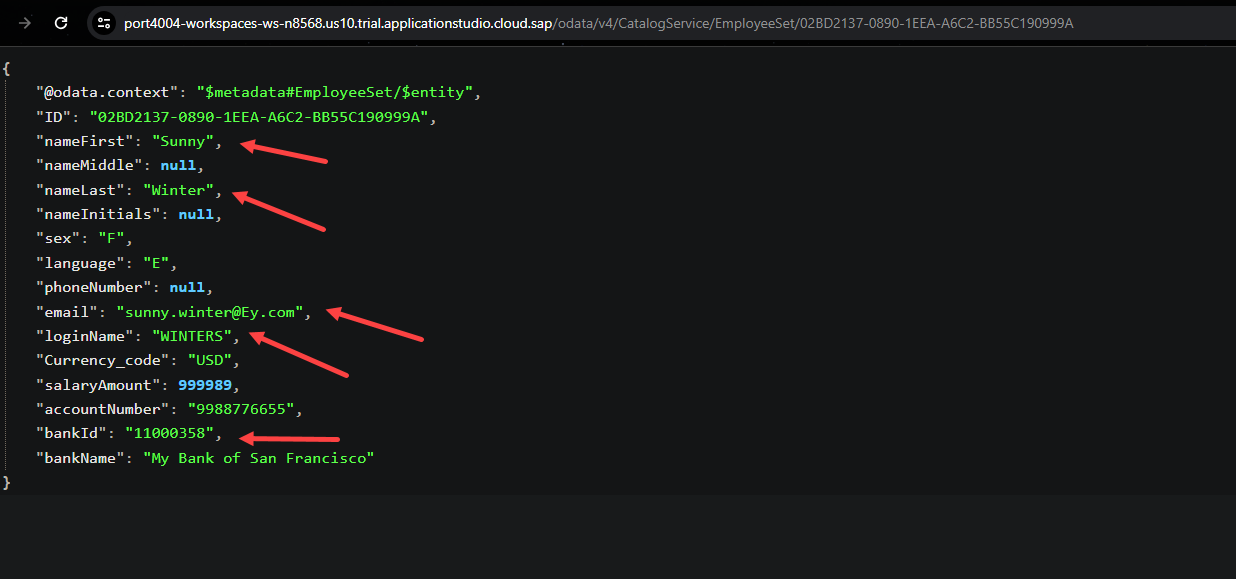 port4004-workspaces-ws-n8568.us10.trial.applicationstudio.cloud.sap/odata/v4/CatalogService/EmployeeSet/02BD2137-0890-1EEA-A6C2-BB55C190999A
{
"@odata.context": "$metadata#EmployeeSet/$entity",
"ID": "02BD2137-0890-1EEA-A6C2-BB55C190999A",
"nameFirst": "Sunny",
"nameMiddle": null,
"nameLast": "Winter",
"nameInitials": null,
"sex": "F",
"language": "E",
"phoneNumber": null,
"email": "sunny.winter@Ey.com",
"loginName": "WINTERS",
"Currency_code": "USD",
"salaryAmount": 999989,
"accountNumber": "9988776655",
"bankId": "11000358",
"bankName": "My Bank of San Francisco"
}